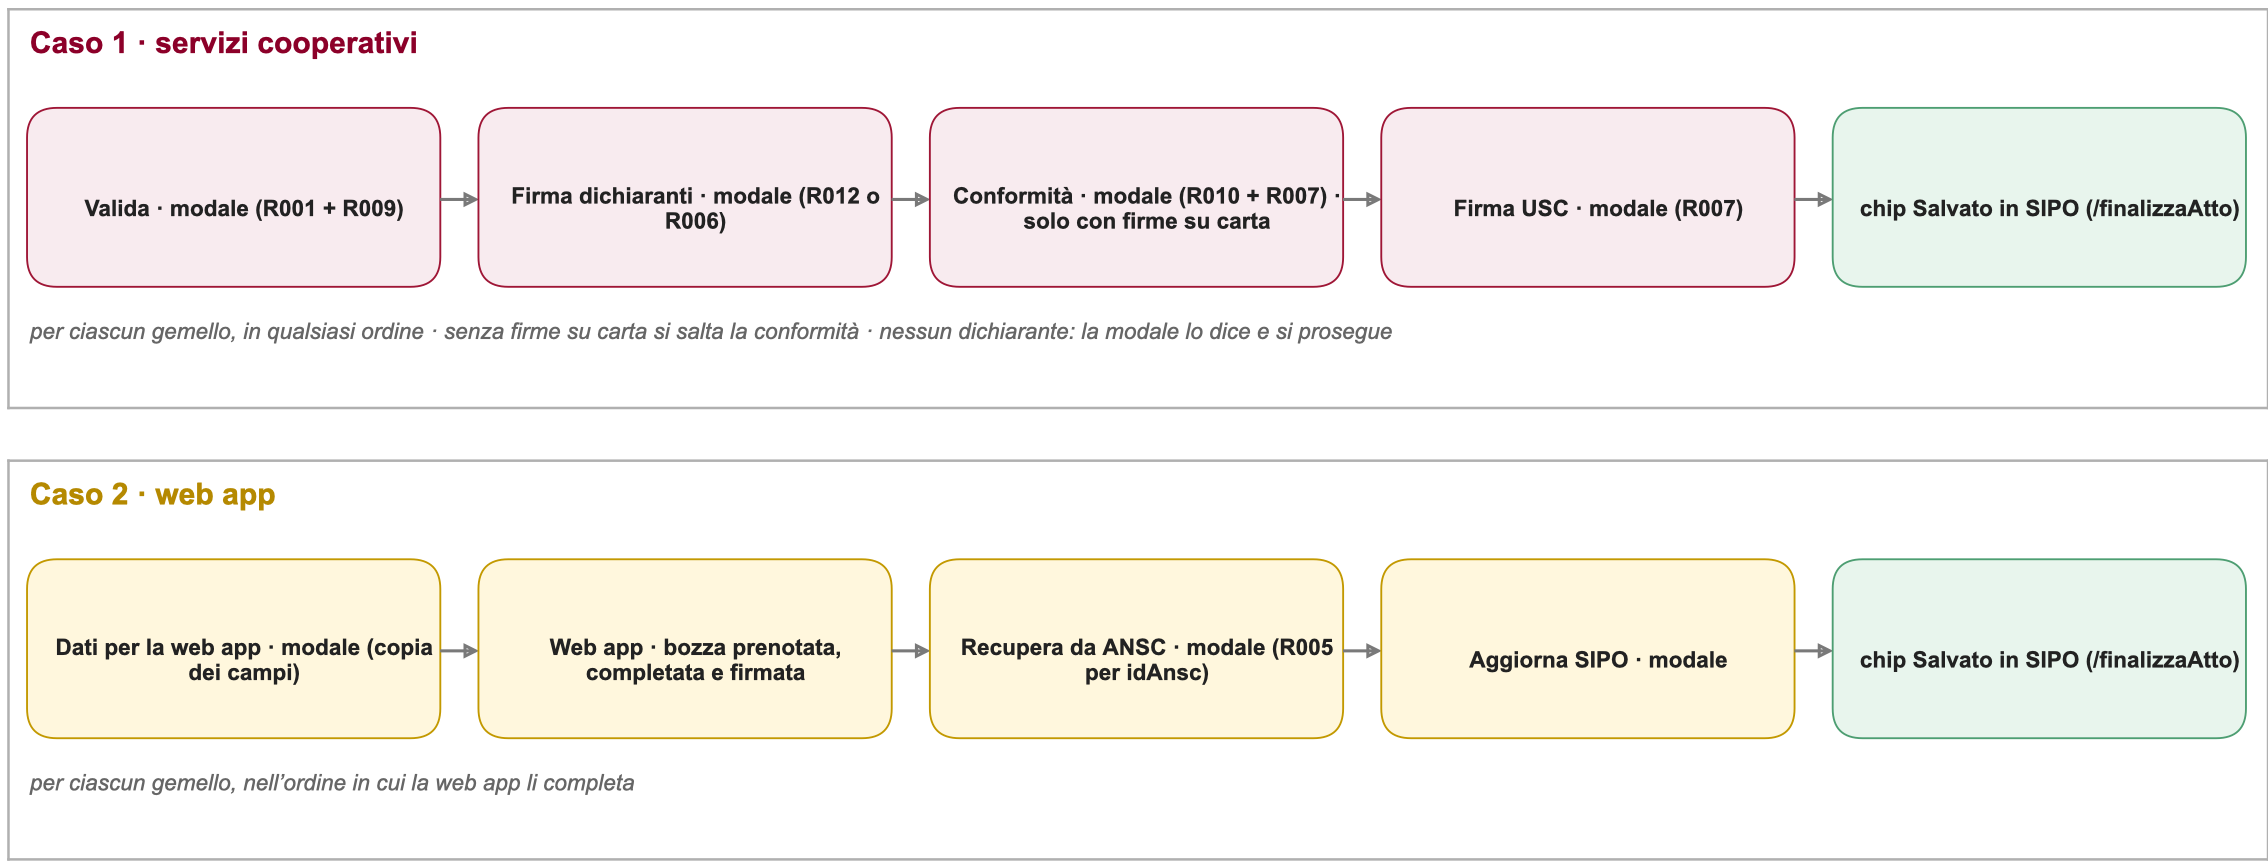 Caso 1 · servizi cooperativi
Valida · modale (R001 + R009)
Firma dichiaranti · modale (R012 o
R006)
Conformità · modale (R010 + R007) ·
solo con firme su carta
Firma USC · modale (R007)
chip Salvato in SIPO (/finalizzaAtto)
per ciascun gemello, in qualsiasi ordine · senza firme su carta si salta la conformità · nessun dichiarante: la modale lo dice e si prosegue
Caso 2 · web app
Dati per la web app · modale (copia
dei campi)
Web app · bozza prenotata,
completata e firmata
Recupera da ANSC · modale (R005
per idAnsc)
Aggiorna SIPO · modale
chip Salvato in SIPO (/finalizzaAtto)
per ciascun gemello, nell’ordine in cui la web app li completa